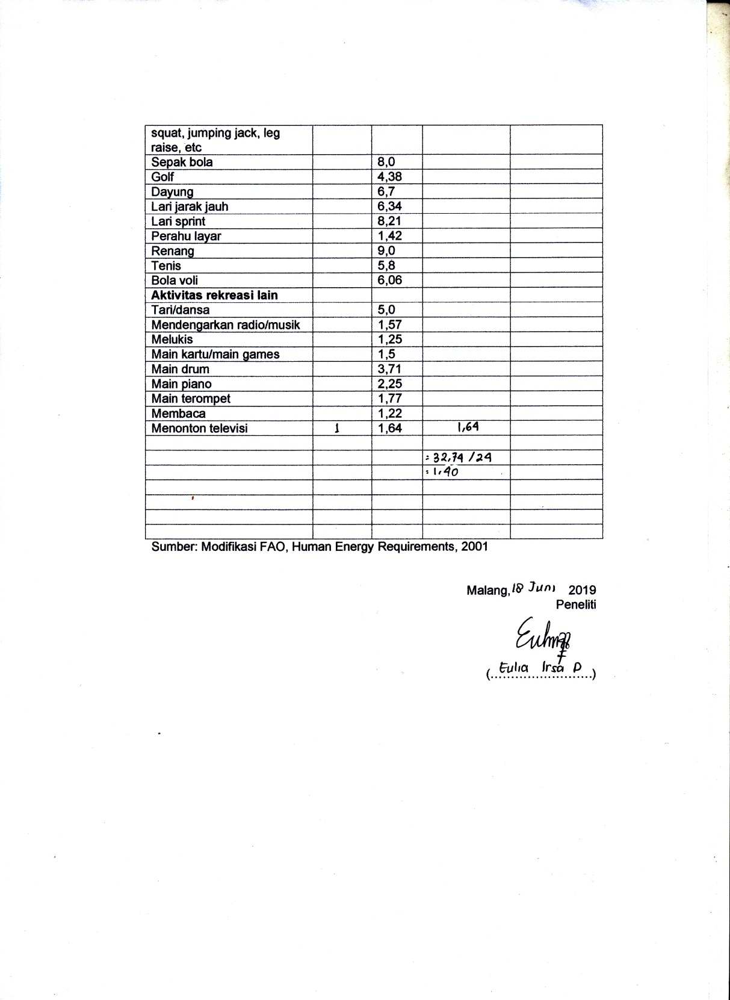 squat, jumping jack, leg
raise, etc
Sepak bola 8,0
Golf 4,38
Dayung 6,7
Lari jarak jauh 6,34
Lari sprint 8,21
Perahu layar 1,42
Renang 9,0
Tenis 5,8
Bola voli 6,06
Aktivitas rekreasi lain
Tari/dansa 5,0
Mendengarkan radio/musik 1,57
Melukis 1,25
Main kartu/main games 1,5
Main drum 3,71
Main piano 2,25
Main terompet 1,77
Membaca 1,22
Menonton televisi 1 1,64 1,64
= 32,74 /24
= 1,40
Sumber: Modifikasi FAO, Human Energy Requirements, 2001
Malang, 18 Juni 2019
Peneliti
(Eulia Irsa D)